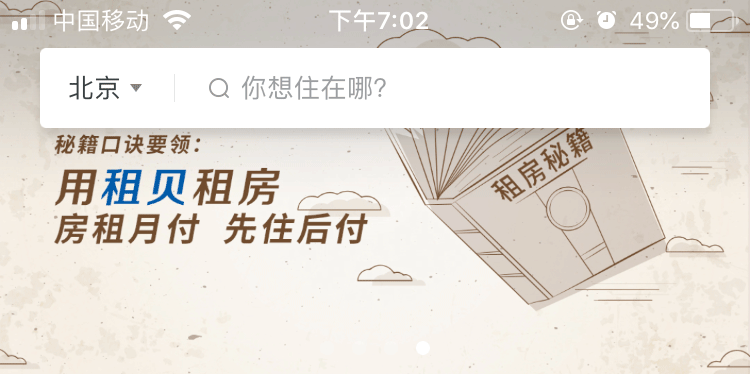 中国移动 下午7:02 49%
北京 你想住在哪?
秘籍口诀要领:
用租贝租房
房租月付 先住后付
租房秘籍